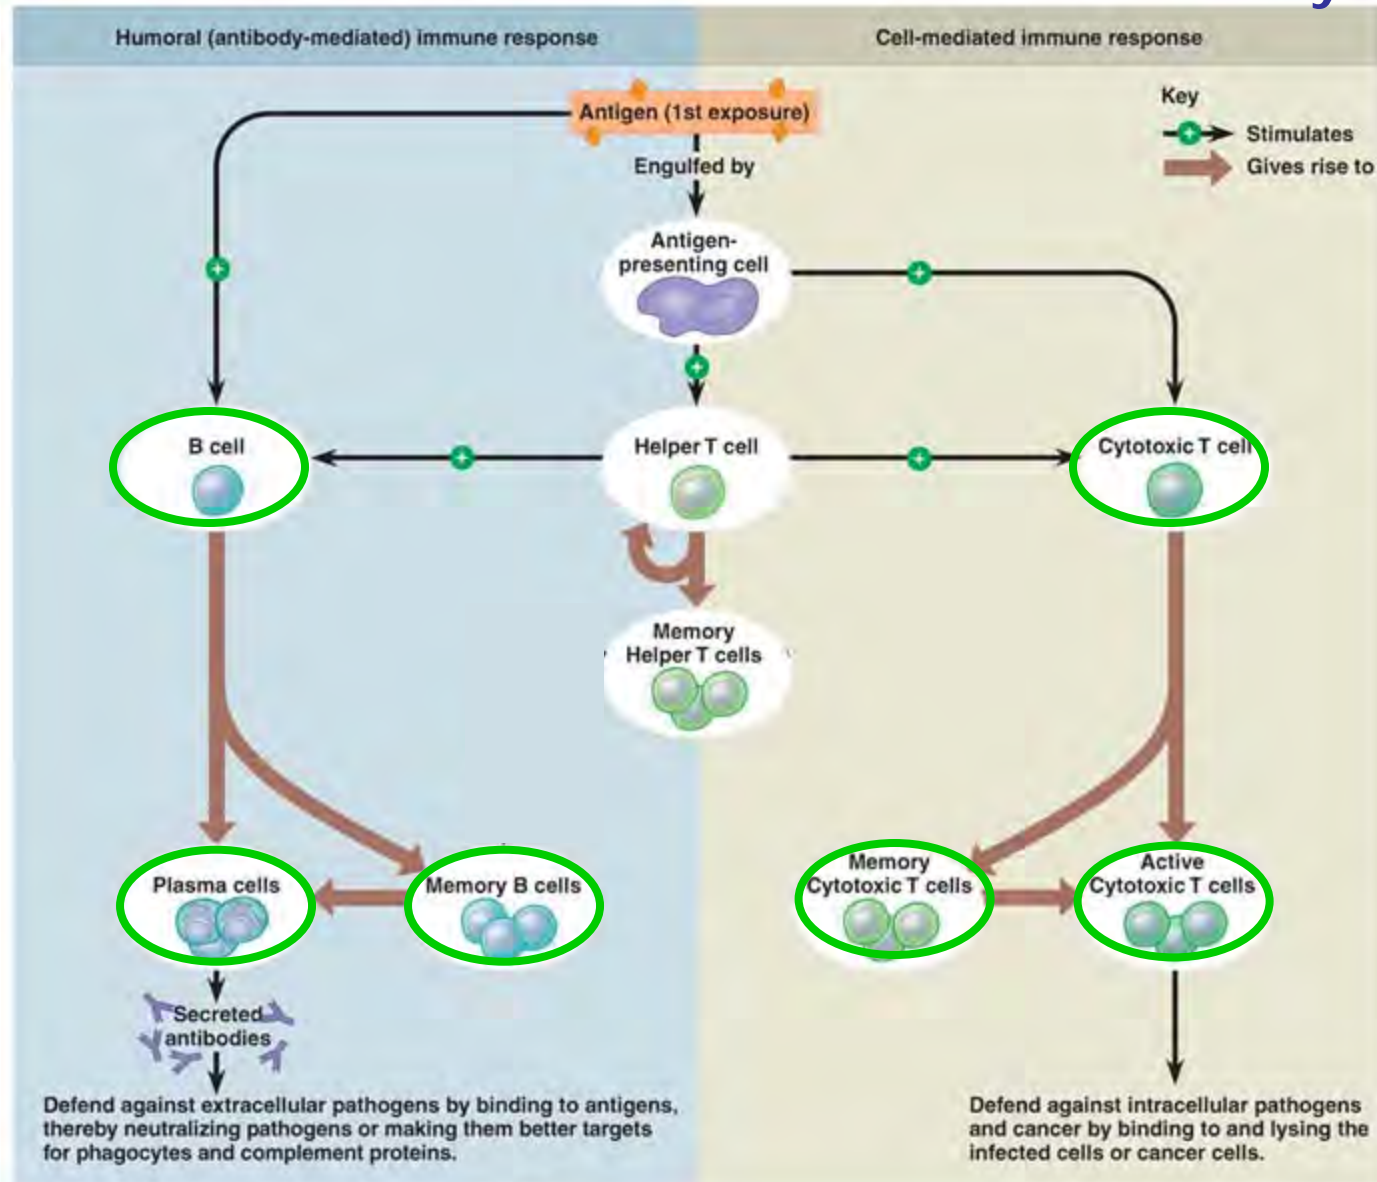 Humoral (antibody-mediated) immune response
Cell-mediated immune response
Antigen (1st exposure)
Engulfed by
Key
Stimulates
Gives rise to
Antigen-
presenting cell
B cell
Helper T cell
Cytotoxic T cell
Memory
Helper T cells
Plasma cells
Memory B cells
Memory
Cytotoxic T cells
Active
Cytotoxic T cells
Secreted
antibodies
Defend against extracellular pathogens by binding to antigens,
thereby neutralizing pathogens or making them better targets
for phagocytes and complement proteins.
Defend against intracellular pathogens
and cancer by binding to and lysing the
infected cells or cancer cells.